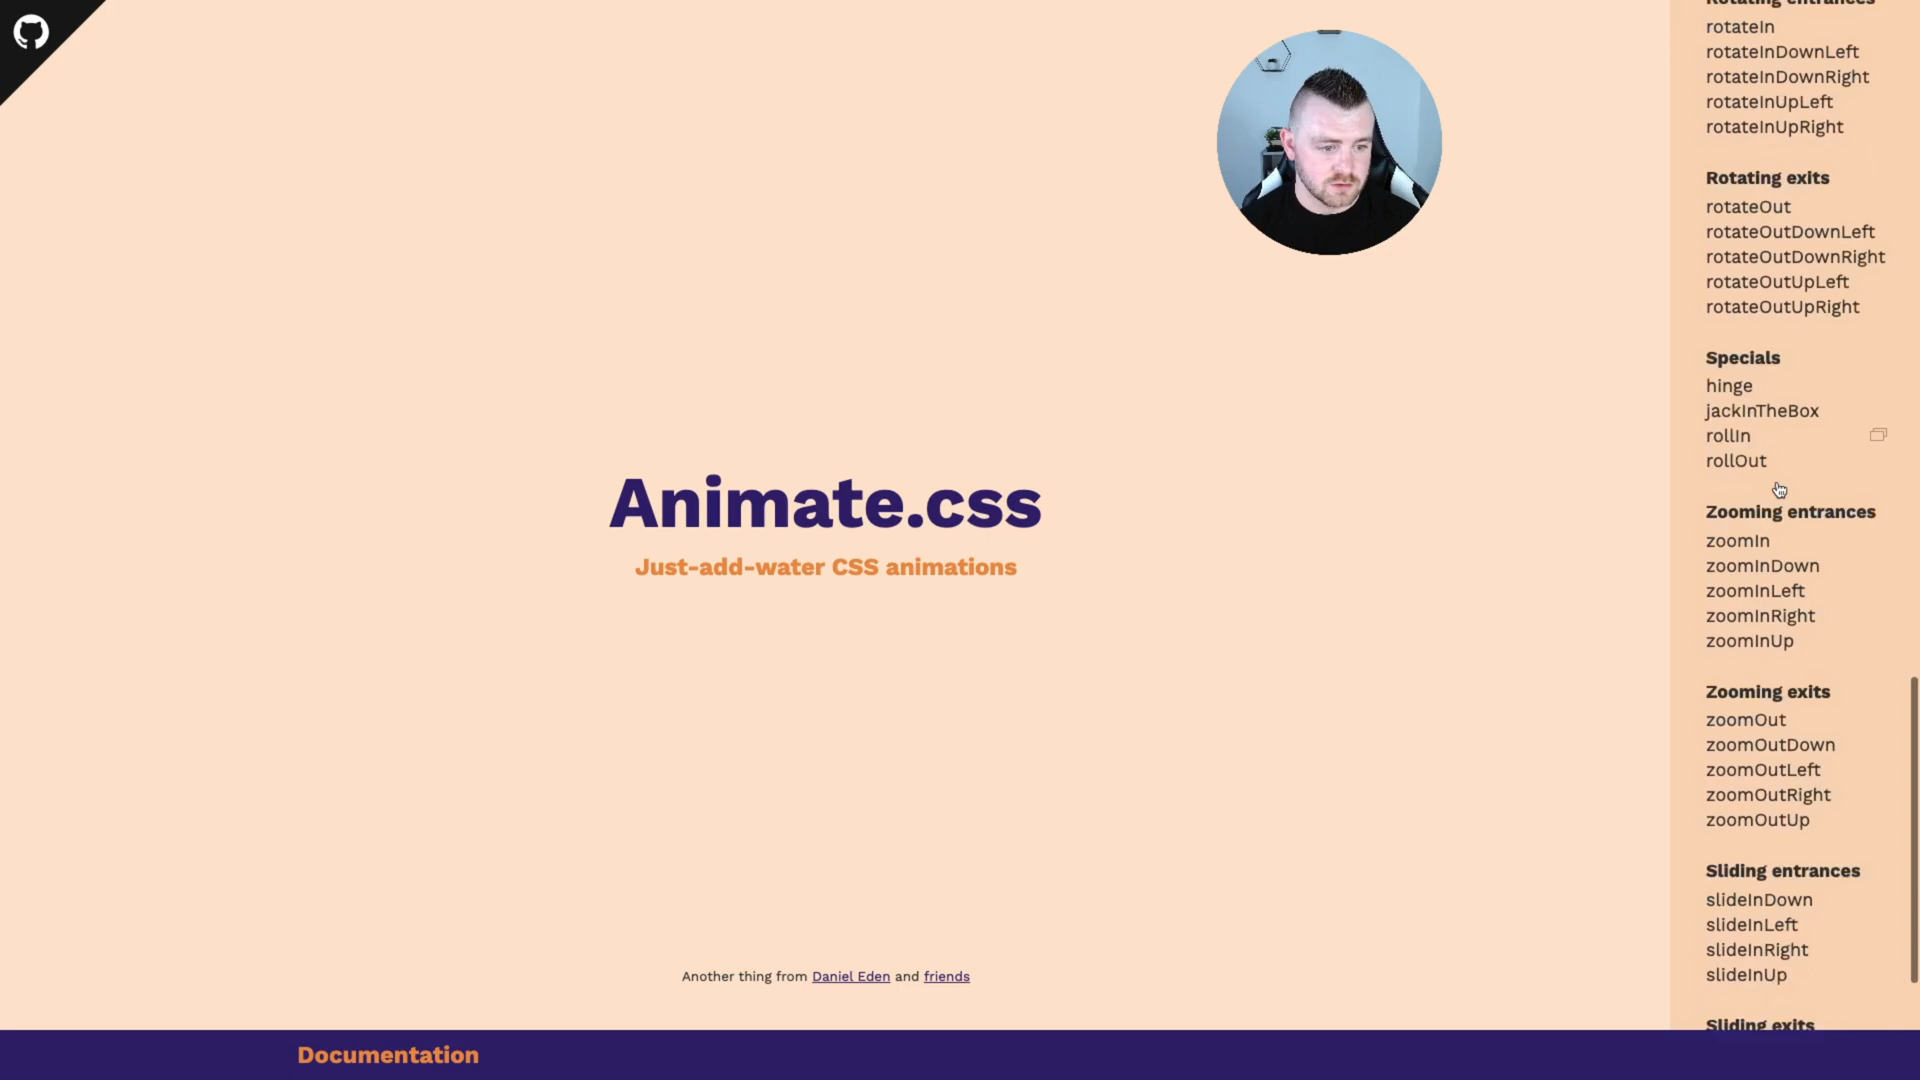 Animate.css
Just-add-water CSS animations
Another thing from Daniel Eden and friends
Documentation
Rotating entrances
rotateIn
rotateInDownLeft
rotateInDownRight
rotateInUpLeft
rotateInUpRight
Rotating exits
rotateOut
rotateOutDownLeft
rotateOutDownRight
rotateOutUpLeft
rotateOutUpRight
Specials
hinge
jackInTheBox
rollIn
rollOut
Zooming entrances
zoomIn
zoomInDown
zoomInLeft
zoomInRight
zoomInUp
Zooming exits
zoomOut
zoomOutDown
zoomOutLeft
zoomOutRight
zoomOutUp
Sliding entrances
slideInDown
slideInLeft
slideInRight
slideInUp
Sliding exits